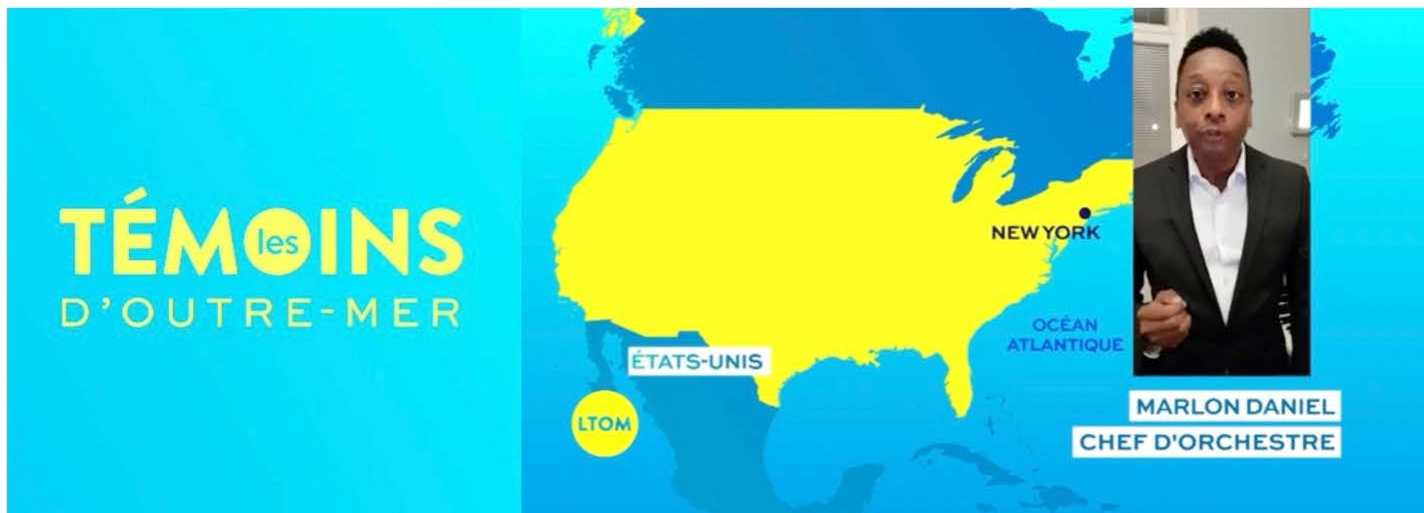 TÉMOINS
les
D'OUTRE-MER
NEW YORK
OCÉAN
ATLANTIQUE
ÉTATS-UNIS
LTOM
MARLON DANIEL
CHEF D'ORCHESTRE